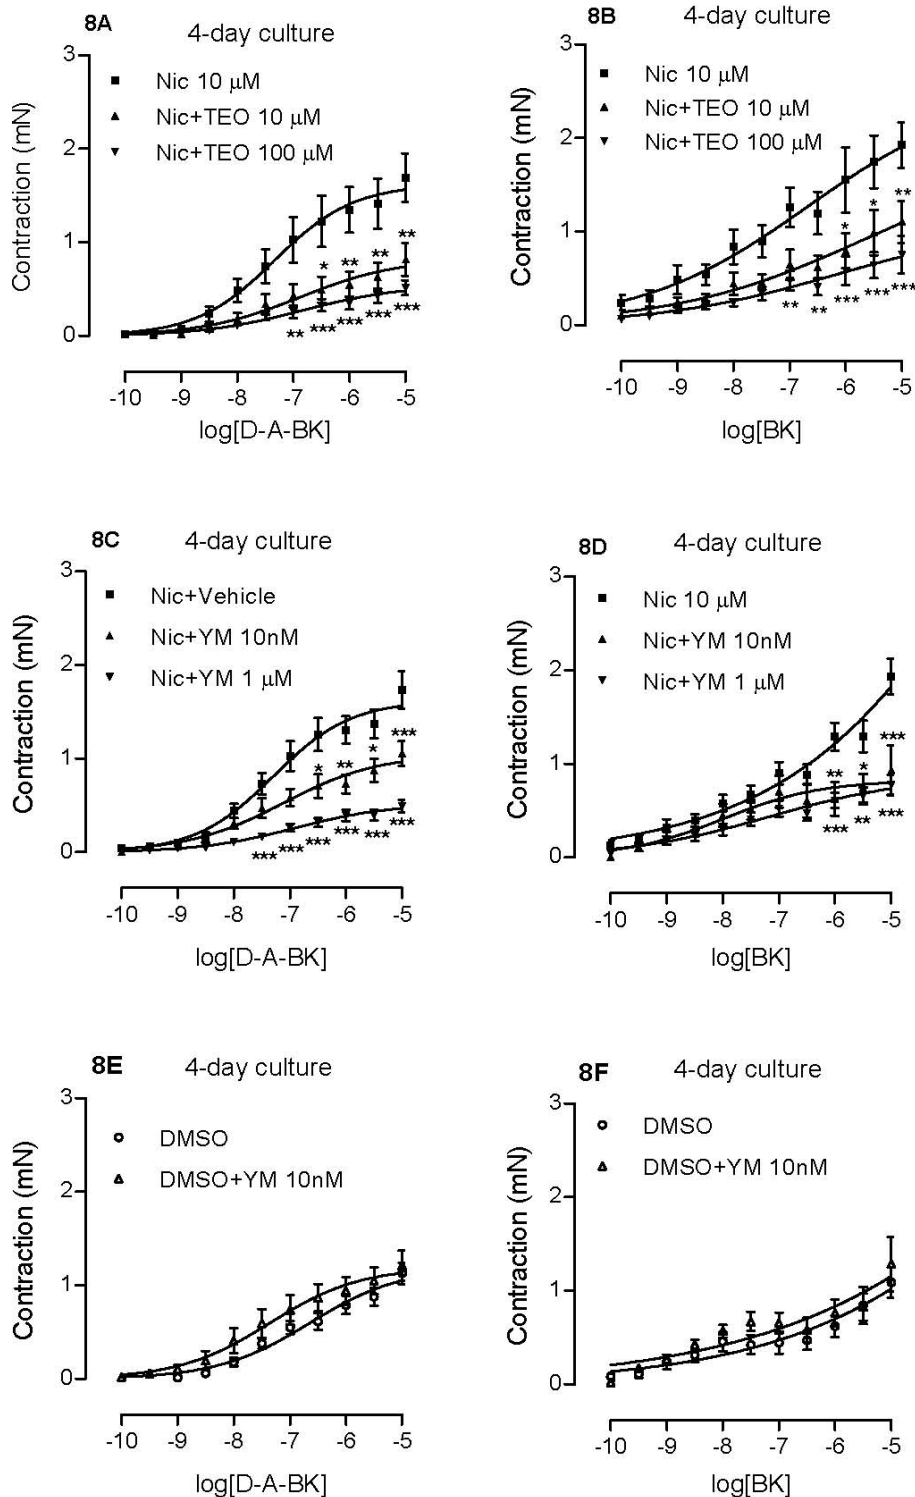 8A
4-day culture
3
2
1
0
Contraction (mN)
Nic 10 μM
Nic+TEO 10 μM
Nic+TEO 100 μM
* ** ** **
** *** *** *** ***
-10 -9 -8 -7 -6 -5
log[D-A-BK]
8B
4-day culture
3
2
1
0
Contraction (mN)
Nic 10 μM
Nic+TEO 10 μM
Nic+TEO 100 μM
* * **
** ** *** *** ***
-10 -9 -8 -7 -6 -5
log[BK]
8C
4-day culture
3
2
1
0
Contraction (mN)
Nic+Vehicle
Nic+YM 10nM
Nic+YM 1 μM
* ** * ***
*** *** *** *** *** ***
-10 -9 -8 -7 -6 -5
log[D-A-BK]
8D
4-day culture
3
2
1
0
Contraction (mN)
Nic 10 μM
Nic+YM 10nM
Nic+YM 1 μM
** * ***
*** ** ***
-10 -9 -8 -7 -6 -5
log[BK]
8E
4-day culture
3
2
1
0
Contraction (mN)
DMSO
DMSO+YM 10nM
-10 -9 -8 -7 -6 -5
log[D-A-BK]
8F
4-day culture
3
2
1
0
Contraction (mN)
DMSO
DMSO+YM 10nM
-10 -9 -8 -7 -6 -5
log[BK]